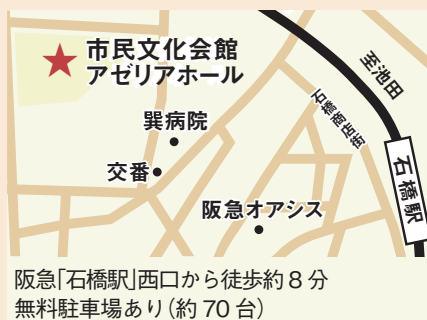 市民文化会館
アゼリアホール
至池田
石橋商店街
巽病院
石橋駅
交番
阪急オアシス
阪急「石橋駅」西口から徒歩約8分
無料駐車場あり（約70台）